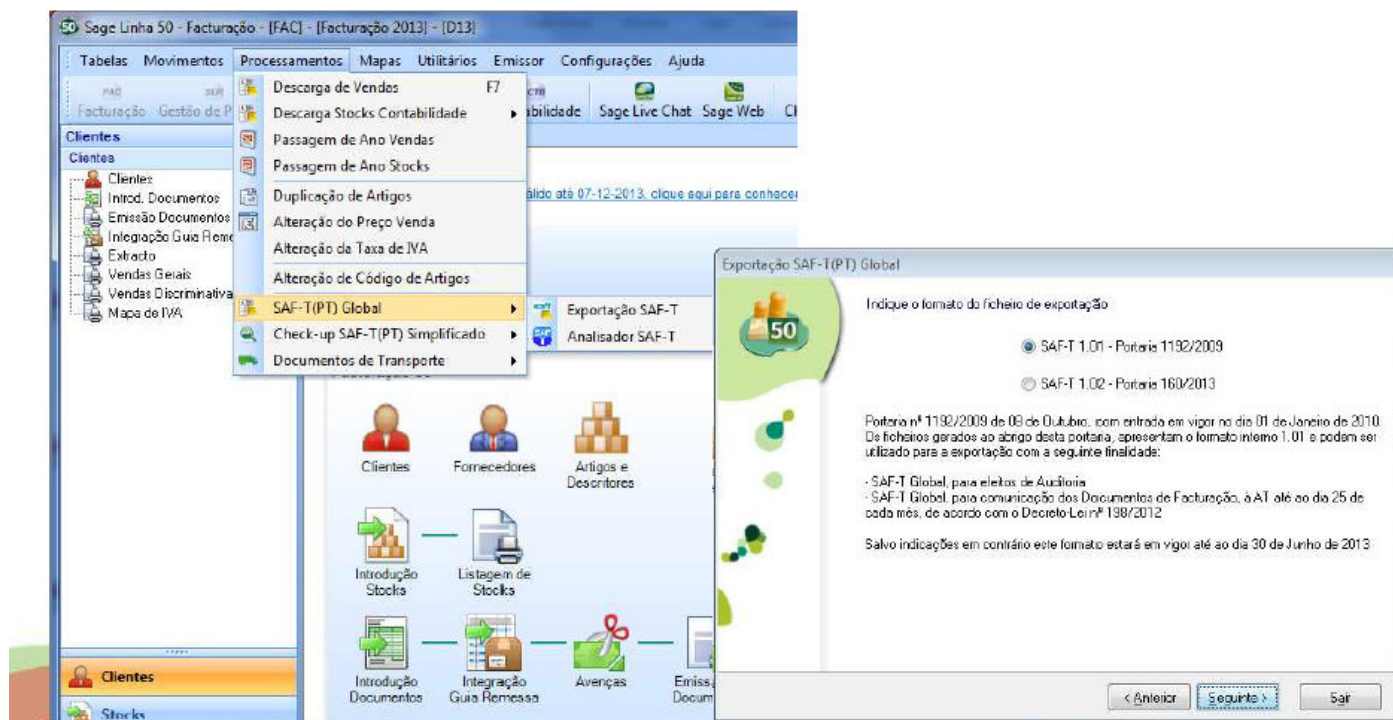 50 Sage Linha 50 - Facturação - [FAC] - [Facturação 2013] - [D13]
Tabelas Movimentos Processamentos Mapas Utilitários Emissor Configurações Ajuda
Facturação Gestão de P
Sage Live Chat Sage Web
Clientes
Clientes
Clientes
Introd. Documentos
Emissão Documentos
Integração Guia Reme
Extracto
Vendas Gerais
Vendas Discriminativa
Mapa de IVA
Descarga de Vendas F7
Descarga Stocks Contabilidade
Passagem de Ano Vendas
Passagem de Ano Stocks
Duplicação de Artigos
Alteração do Preço Venda
Alteração da Taxa de IVA
Alteração de Código de Artigos
SAF-T(PT) Global
Check-up SAF-T(PT) Simplificado
Documentos de Transporte
Exportação SAF-T
Analisador SAF-T
álido até 07-12-2013, clique aqui para conhecer
Clientes Fornecedores Artigos e
Descritores
Introdução
Stocks
Listagem de
Stocks
Introdução
Documentos
Integração
Guia Remessa
Avenças
Emiss
Docum
Clientes
Stocks
Exportação SAF-T(PT) Global
50
Indique o formato do ficheiro de exportação
SAF-T 1.01 - Portaria 1192/2009
SAF-T 1.02 - Portaria 160/2013
Portaria nº 1192/2009 de 08 de Outubro, com entrada em vigor no dia 01 de Janeiro de 2010.
Os ficheiros gerados ao abrigo desta portaria, apresentam o formato interno 1.01 e podem ser
utilizado para a exportação com a seguinte finalidade:
- SAF-T Global, para efeitos de Auditoria
- SAF-T Global, para comunicação dos Documentos de Facturação, à AT até ao dia 25 de
cada mês, de acordo com o Decreto-Lei nº 198/2012
Salvo indicações em contrário este formato estará em vigor até ao dia 30 de Junho de 2013
< Anterior Seguinte > Sair